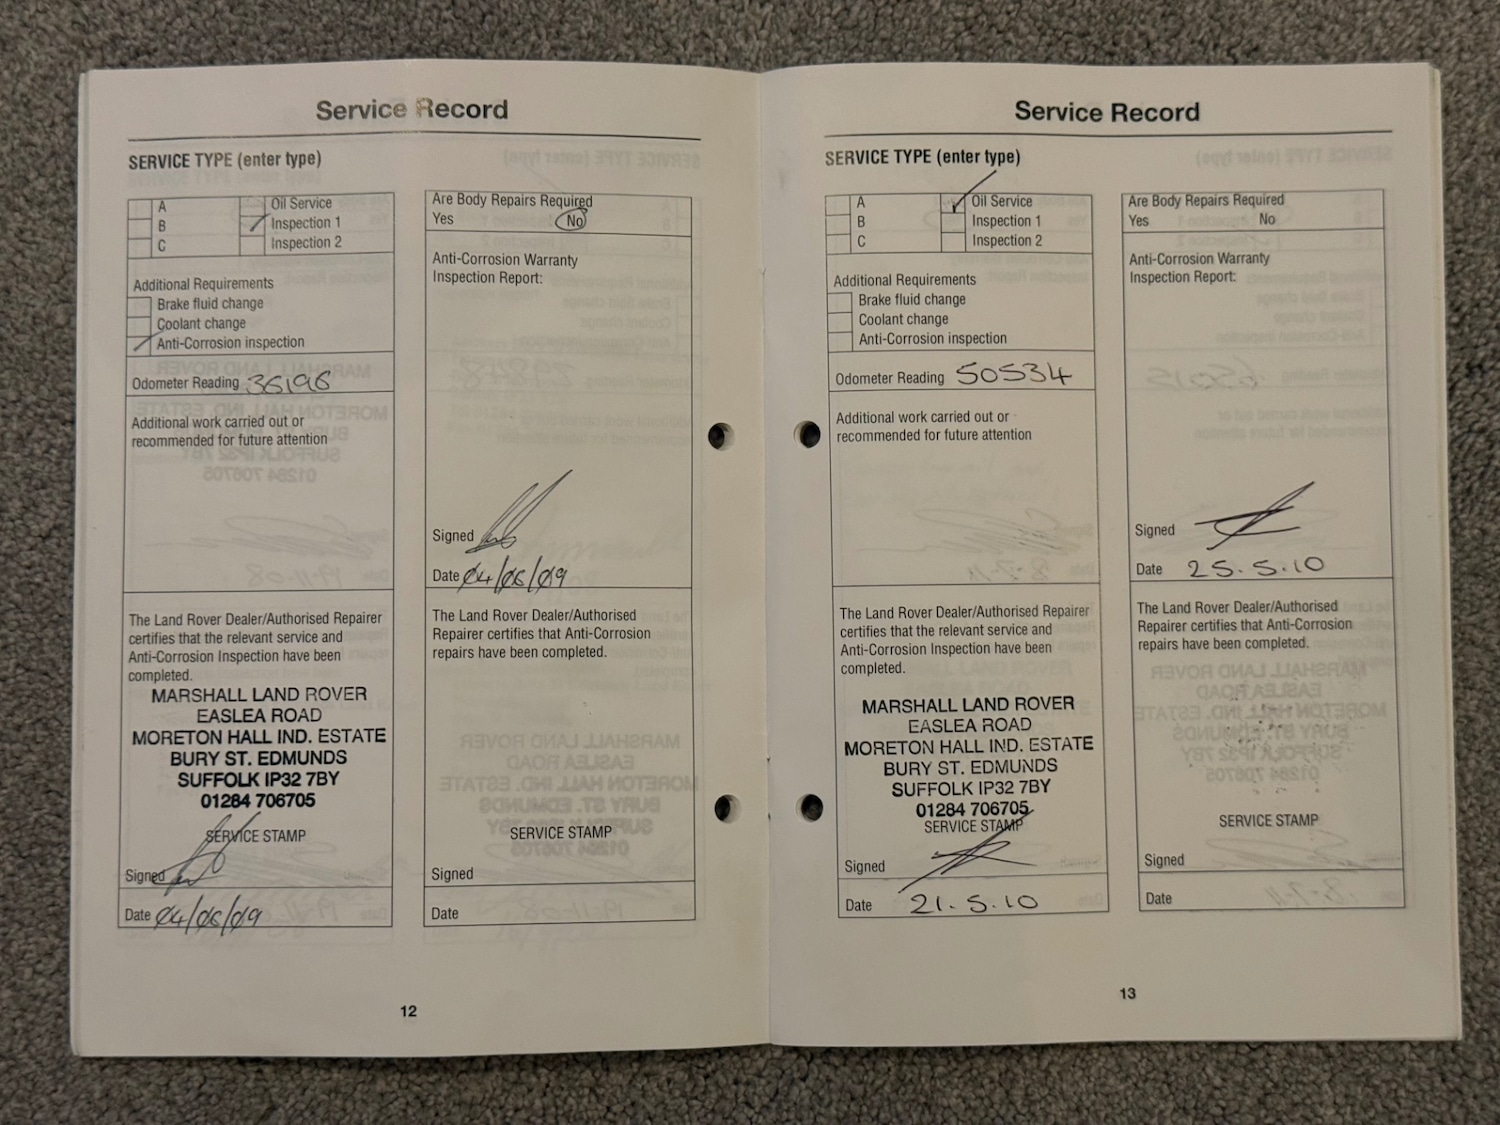 Service Record
SERVICE TYPE (enter type)
A
B
C
Oil Service
Inspection 1
Inspection 2
Additional Requirements
Brake fluid change
Coolant change
Anti-Corrosion inspection
Odometer Reading 36196
Additional work carried out or
recommended for future attention
The Land Rover Dealer/Authorised Repairer
certifies that the relevant service and
Anti-Corrosion Inspection have been
completed.
MARSHALL LAND ROVER
EASLEA ROAD
MORETON HALL IND. ESTATE
BURY ST. EDMUNDS
SUFFOLK IP32 7BY
01284 706705
SERVICE STAMP
Signed
Date 04/06/09
Are Body Repairs Required
Yes No
Anti-Corrosion Warranty
Inspection Report:
Signed
Date 04/06/09
The Land Rover Dealer/Authorised
Repairer certifies that Anti-Corrosion
repairs have been completed.
SERVICE STAMP
Signed
Date
12
Service Record
SERVICE TYPE (enter type)
A
B
C
Oil Service
Inspection 1
Inspection 2
Additional Requirements
Brake fluid change
Coolant change
Anti-Corrosion inspection
Odometer Reading 50534
Additional work carried out or
recommended for future attention
The Land Rover Dealer/Authorised Repairer
certifies that the relevant service and
Anti-Corrosion Inspection have been
completed.
MARSHALL LAND ROVER
EASLEA ROAD
MORETON HALL IND. ESTATE
BURY ST. EDMUNDS
SUFFOLK IP32 7BY
01284 706705
SERVICE STAMP
Signed
Date 21.5.10
Are Body Repairs Required
Yes No
Anti-Corrosion Warranty
Inspection Report:
Signed
Date 25.5.10
The Land Rover Dealer/Authorised
Repairer certifies that Anti-Corrosion
repairs have been completed.
SERVICE STAMP
Signed
Date
13